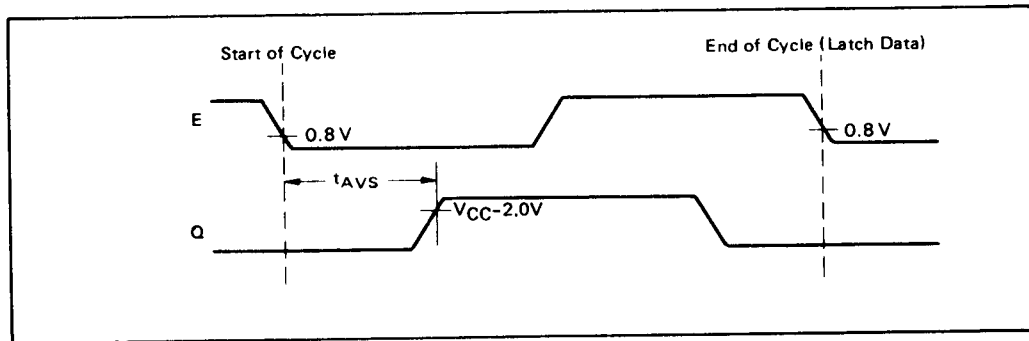 Start of Cycle
End of Cycle (Latch Data)
E
0.8 V
0.8 V
tAVS
VCC-2.0V
Q